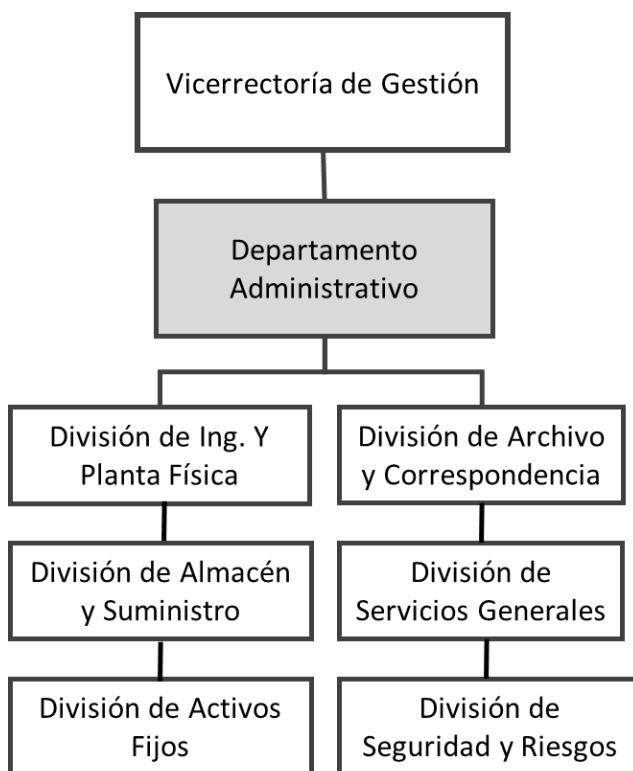 Vicerrectoría de Gestión
Departamento
Administrativo
División de Ing. Y
Planta Física
División de Archivo
y Correspondencia
División de Almacén
y Suministro
División de
Servicios Generales
División de Activos
Fijos
División de
Seguridad y Riesgos